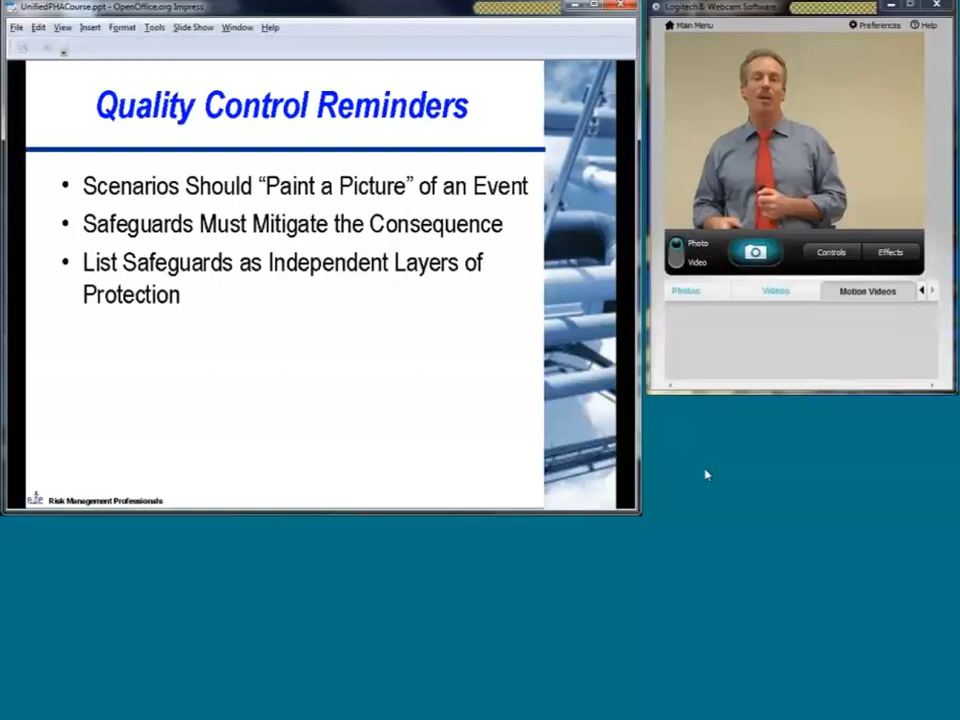 UnifiedPHACourse.ppt - OpenOffice.org Impress
File Edit View Insert Format Tools Slide Show Window Help
Quality Control Reminders
• Scenarios Should “Paint a Picture” of an Event
• Safeguards Must Mitigate the Consequence
• List Safeguards as Independent Layers of
Protection
Risk Management Professionals
Logitech® Webcam Software
Main Menu Preferences Help
Photo
Video
Controls Effects
Photos Videos Motion Videos